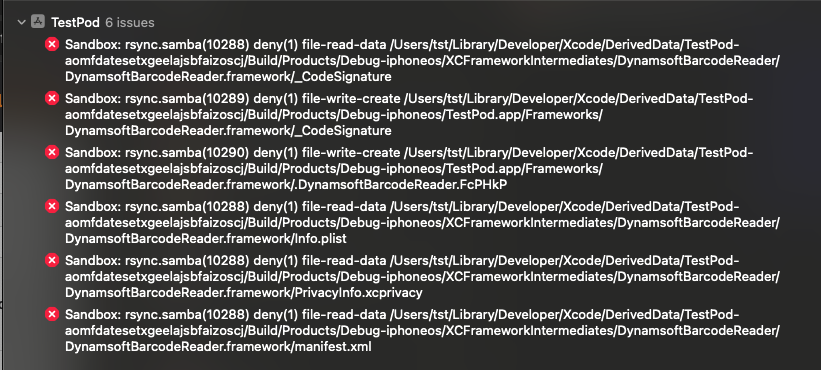 TestPod 6 issues
Sandbox: rsync.samba(10288) deny(1) file-read-data /Users/tst/Library/Developer/Xcode/DerivedData/TestPod-
aomfdatesetxgeelajsbfaizoscj/Build/Products/Debug-iphoneos/XCFrameworkIntermediates/DynamsoftBarcodeReader/
DynamsoftBarcodeReader.framework/_CodeSignature
Sandbox: rsync.samba(10289) deny(1) file-write-create /Users/tst/Library/Developer/Xcode/DerivedData/TestPod-
aomfdatesetxgeelajsbfaizoscj/Build/Products/Debug-iphoneos/TestPod.app/Frameworks/
DynamsoftBarcodeReader.framework/_CodeSignature
Sandbox: rsync.samba(10290) deny(1) file-write-create /Users/tst/Library/Developer/Xcode/DerivedData/TestPod-
aomfdatesetxgeelajsbfaizoscj/Build/Products/Debug-iphoneos/TestPod.app/Frameworks/
DynamsoftBarcodeReader.framework/.DynamsoftBarcodeReader.FcPHkP
Sandbox: rsync.samba(10288) deny(1) file-read-data /Users/tst/Library/Developer/Xcode/DerivedData/TestPod-
aomfdatesetxgeelajsbfaizoscj/Build/Products/Debug-iphoneos/XCFrameworkIntermediates/DynamsoftBarcodeReader/
DynamsoftBarcodeReader.framework/Info.plist
Sandbox: rsync.samba(10288) deny(1) file-read-data /Users/tst/Library/Developer/Xcode/DerivedData/TestPod-
aomfdatesetxgeelajsbfaizoscj/Build/Products/Debug-iphoneos/XCFrameworkIntermediates/DynamsoftBarcodeReader/
DynamsoftBarcodeReader.framework/PrivacyInfo.xcprivacy
Sandbox: rsync.samba(10288) deny(1) file-read-data /Users/tst/Library/Developer/Xcode/DerivedData/TestPod-
aomfdatesetxgeelajsbfaizoscj/Build/Products/Debug-iphoneos/XCFrameworkIntermediates/DynamsoftBarcodeReader/
DynamsoftBarcodeReader.framework/manifest.xml